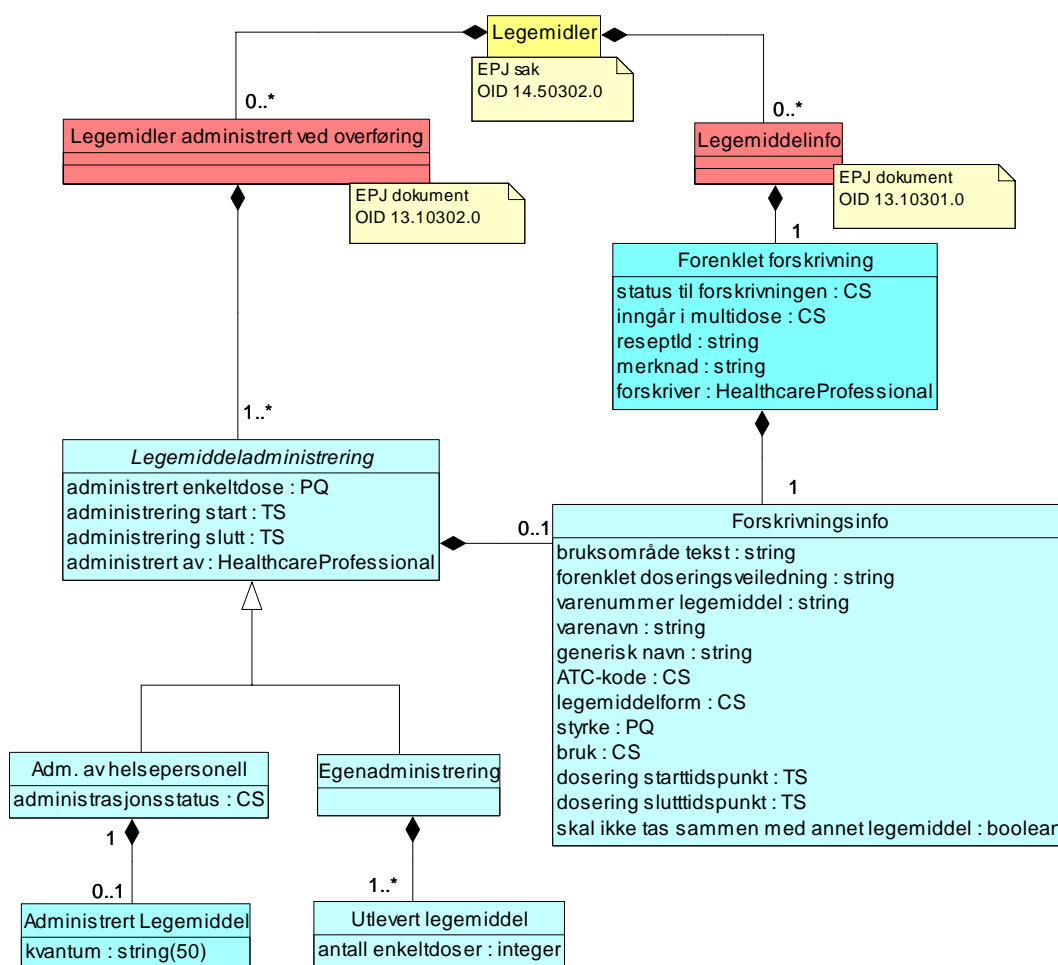 Legemidler
EPJ sak
OID 14.50302.0
0..*
0..*
Legemidler administrert ved overføring
Legemiddelinfo
EPJ dokument
OID 13.10302.0
EPJ dokument
OID 13.10301.0
1
Forenklet forskrivning
status til forskrivningen : CS
inngår i multidose : CS
reseptId : string
merknad : string
forskriver : HealthcareProfessional
1..*
Legemiddeladministrering
administrert enkeltdose : PQ
administrering start : TS
administrering slutt : TS
administrert av : HealthcareProfessional
0..1
1
Forskrivningsinfo
bruksområde tekst : string
forenklet doseringsveiledning : string
varenummer legemiddel : string
varenavn : string
generisk navn : string
ATC-kode : CS
legemiddelform : CS
styrke : PQ
bruk : CS
dosering starttidspunkt : TS
dosering slutttidspunkt : TS
skal ikke tas sammen med annet legemiddel : boolean
Adm. av helsepersonell
administrasjonsstatus : CS
Egenadministrering
1
0..1
1..*
Administrert Legemiddel
kvantum : string(50)
Utlevert legemiddel
antall enkeltdoser : integer